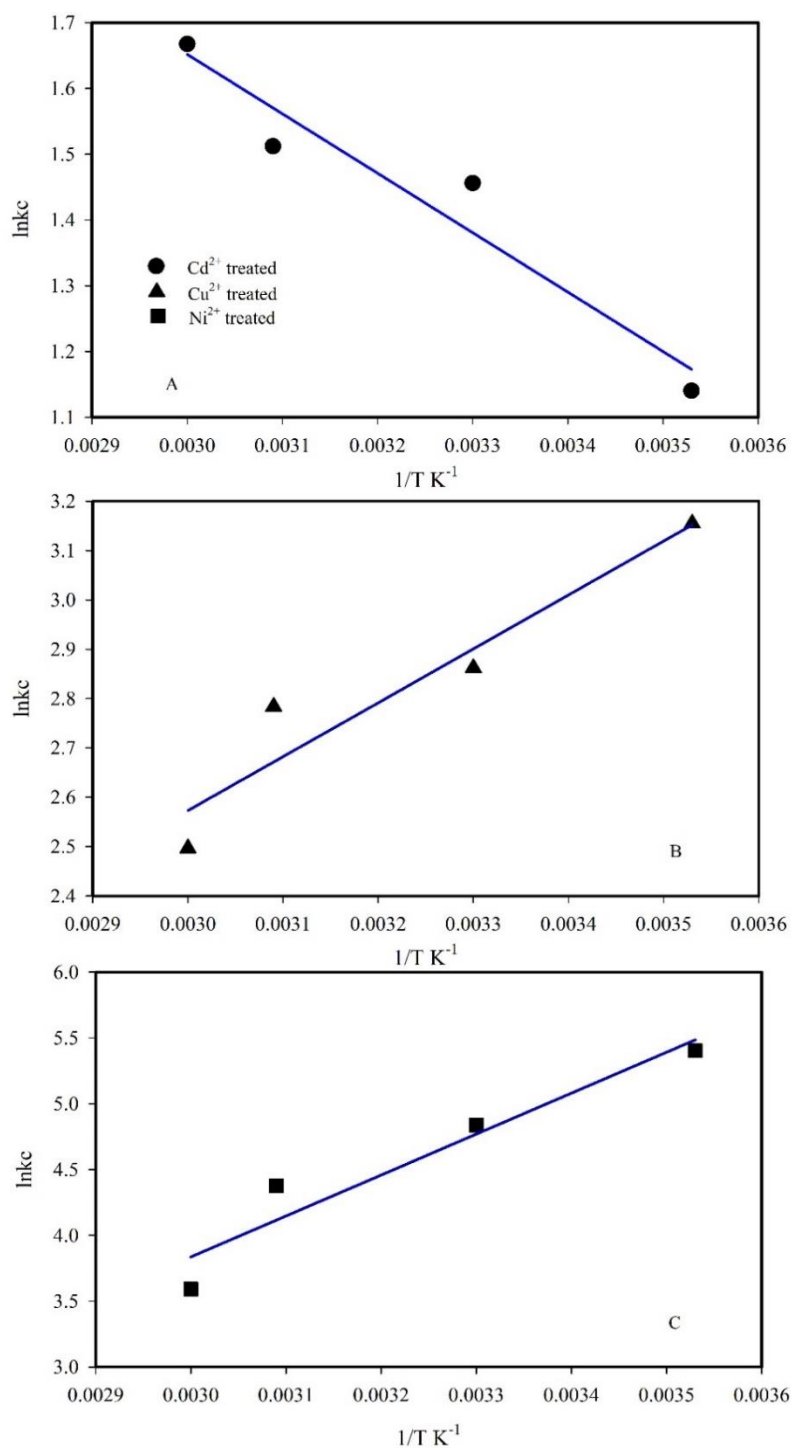 1.7
1.6
1.5
1.4
1.3
1.2
1.1
lnkc
Cd²⁺ treated
Cu²⁺ treated
Ni²⁺ treated
A
0.0029 0.0030 0.0031 0.0032 0.0033 0.0034 0.0035 0.0036
1/T K⁻¹
3.2
3.1
3.0
2.9
2.8
2.7
2.6
2.5
2.4
lnkc
B
0.0029 0.0030 0.0031 0.0032 0.0033 0.0034 0.0035 0.0036
1/T K⁻¹
6.0
5.5
5.0
4.5
4.0
3.5
3.0
lnkc
C
0.0029 0.0030 0.0031 0.0032 0.0033 0.0034 0.0035 0.0036
1/T K⁻¹